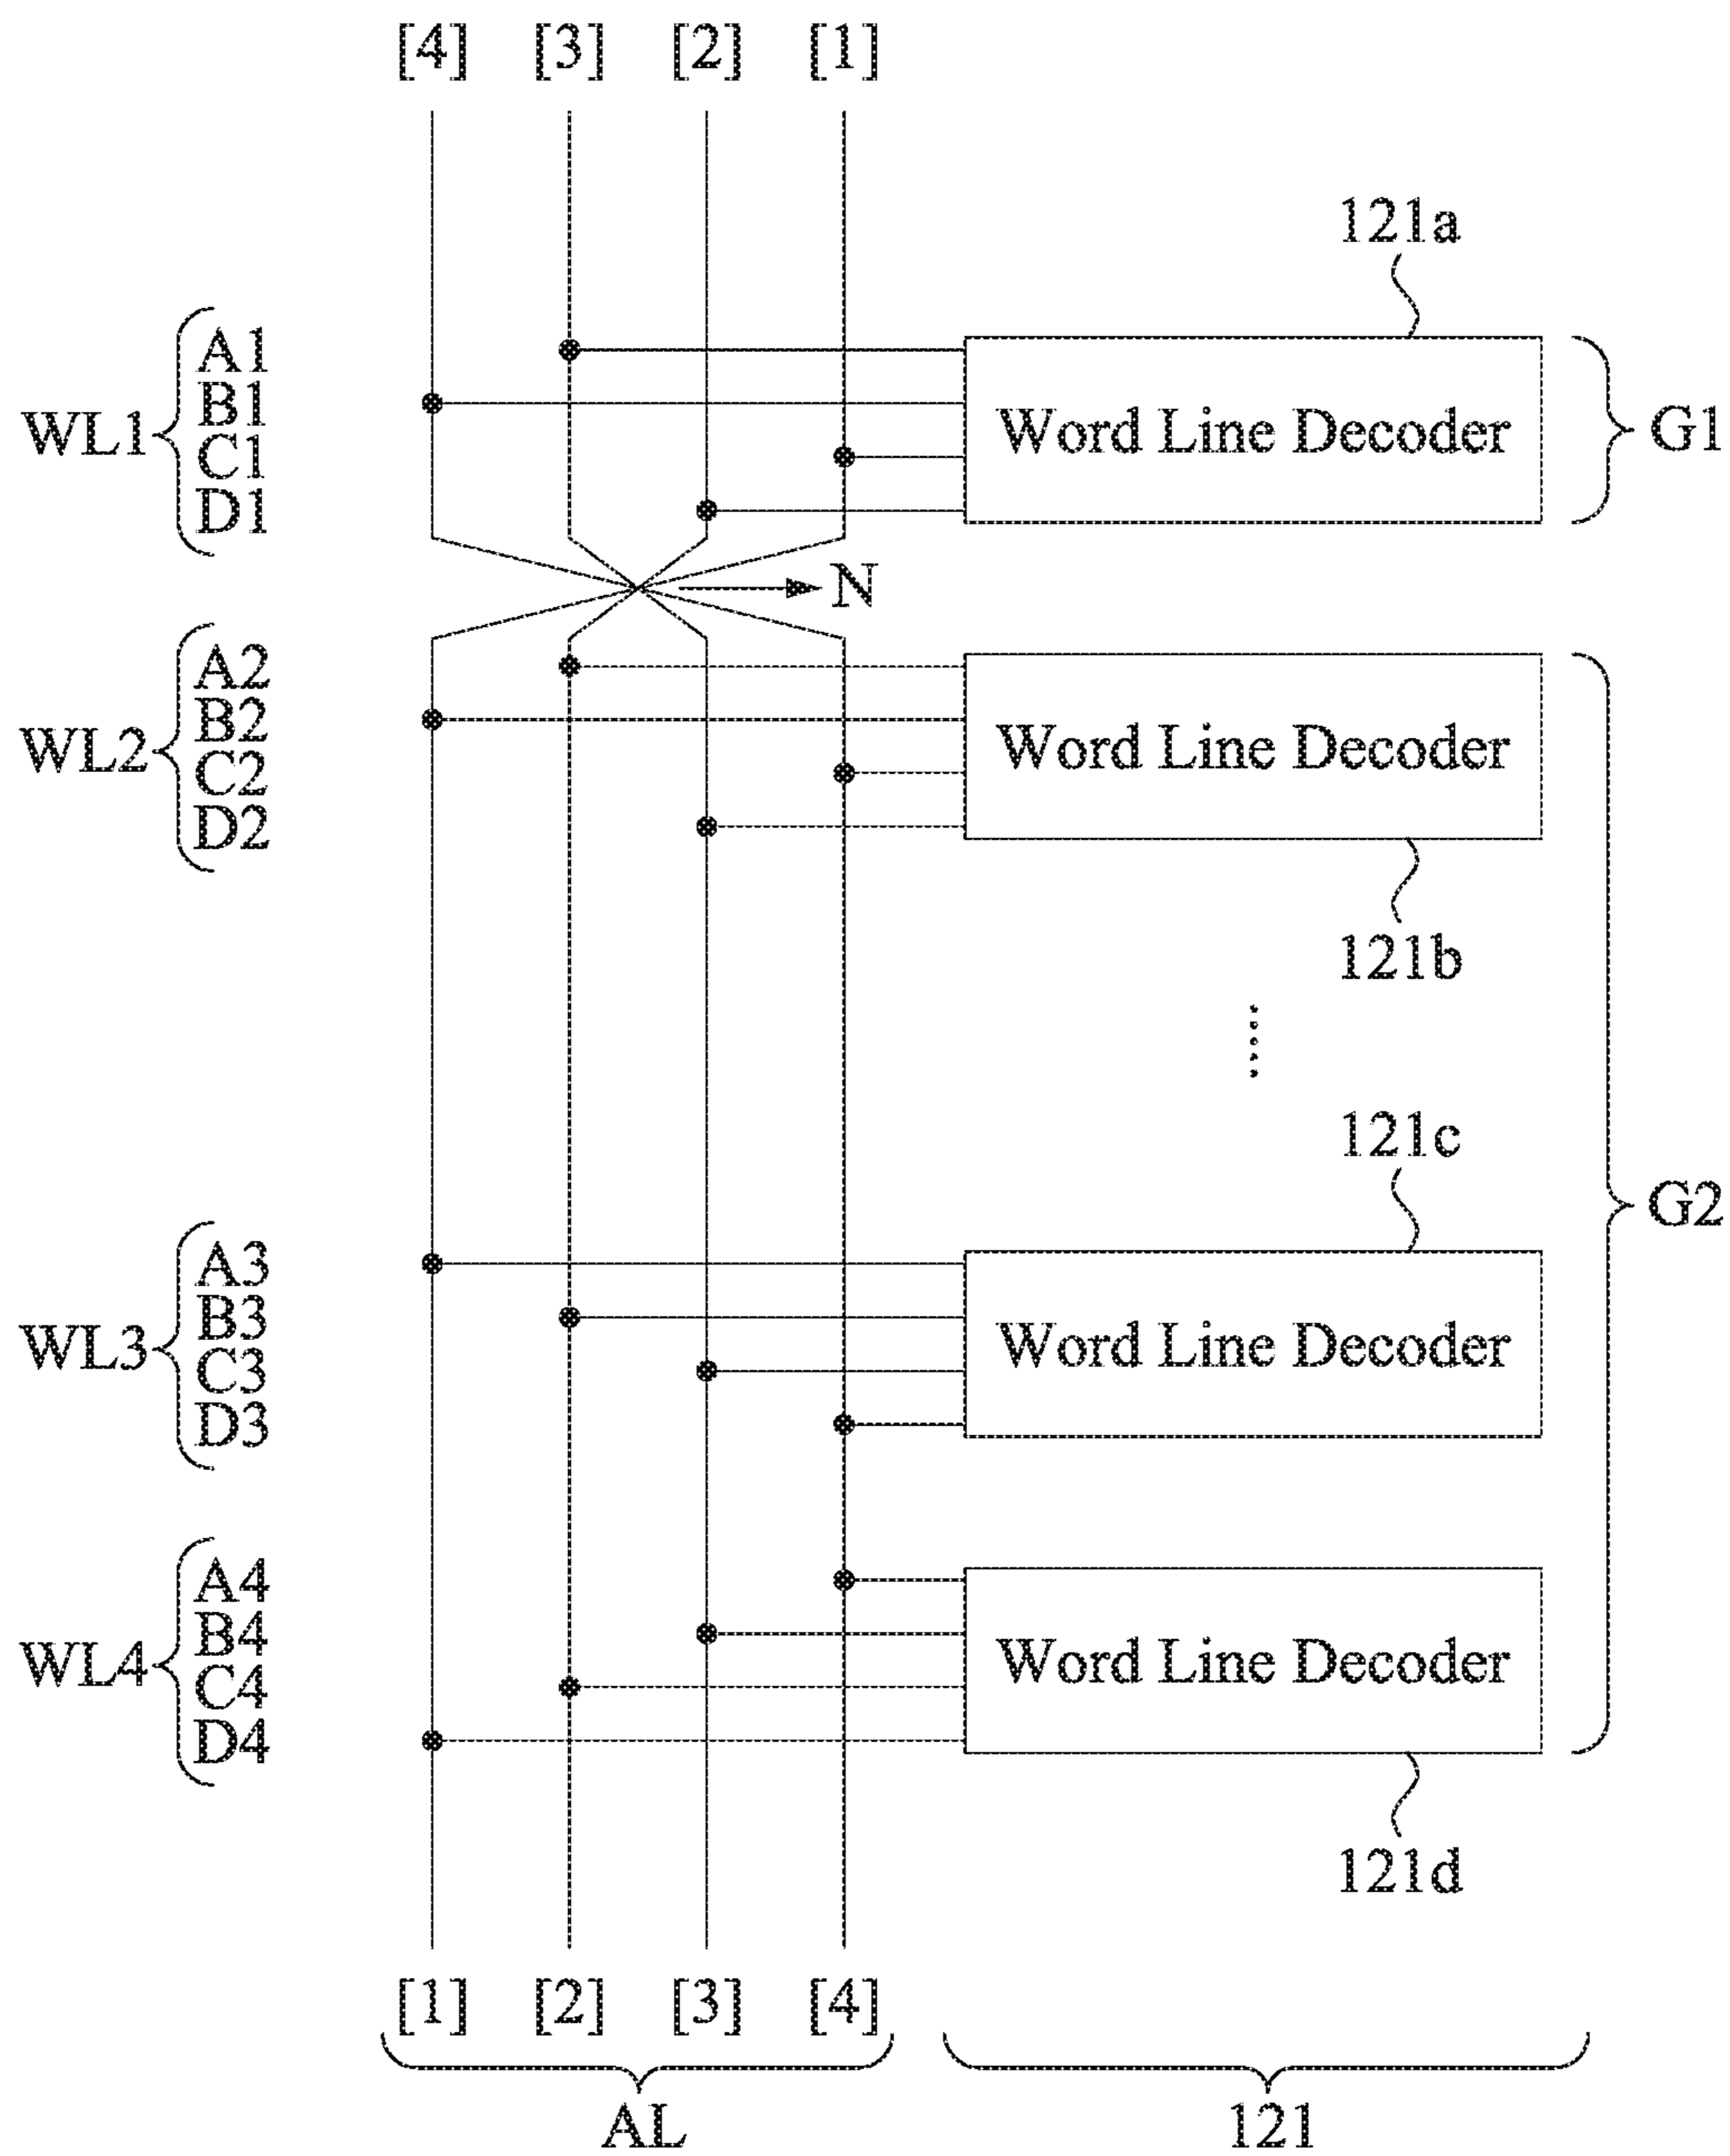 [4] [3] [2] [1]
121a
WL1
A1
B1
C1
D1
Word Line Decoder
G1
N
WL2
A2
B2
C2
D2
Word Line Decoder
121b
121c
G2
WL3
A3
B3
C3
D3
Word Line Decoder
WL4
A4
B4
C4
D4
Word Line Decoder
121d
[1] [2] [3] [4]
AL
121